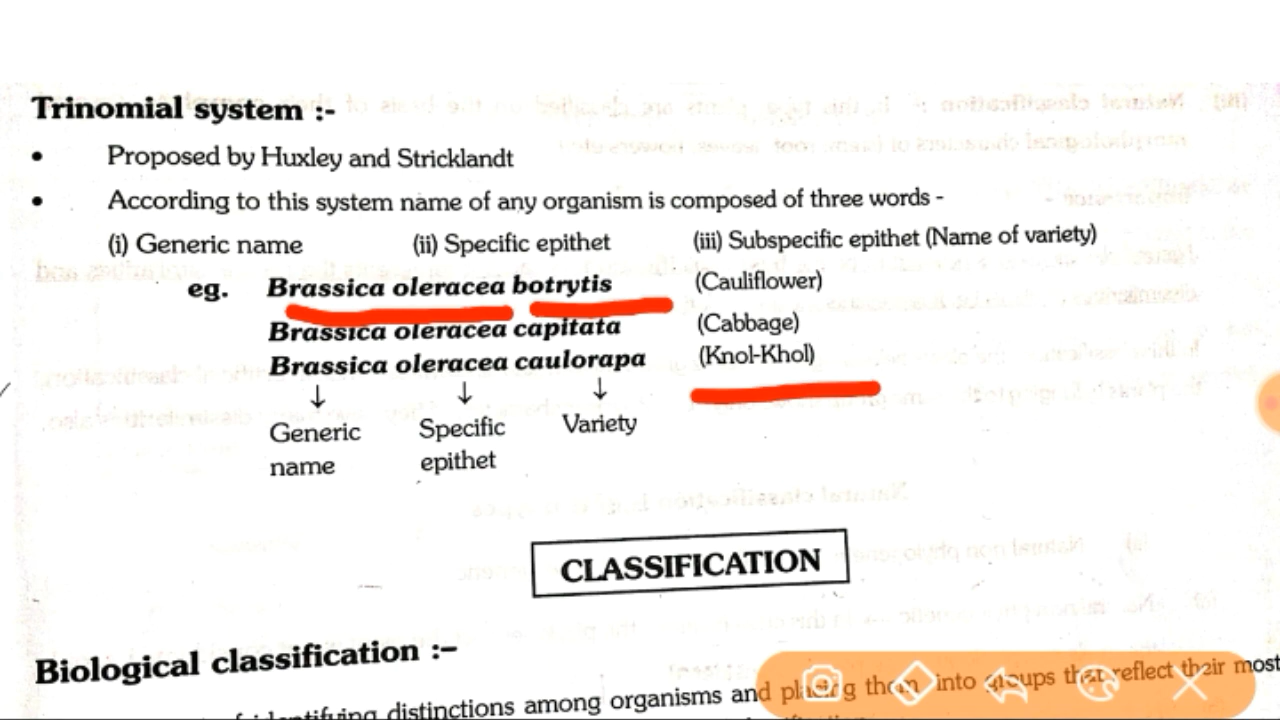 Trinomial system :-
• Proposed by Huxley and Stricklandt
• According to this system name of any organism is composed of three words -
(i) Generic name (ii) Specific epithet (iii) Subspecific epithet (Name of variety)
eg. Brassica oleracea botrytis (Cauliflower)
Brassica oleracea capitata (Cabbage)
Brassica oleracea caulorapa (Knol-Khol)
↓ ↓ ↓
Generic Specific Variety
name epithet
CLASSIFICATION
Biological classification :–
identifying distinctions among organisms and placing them into groups that reflect their most